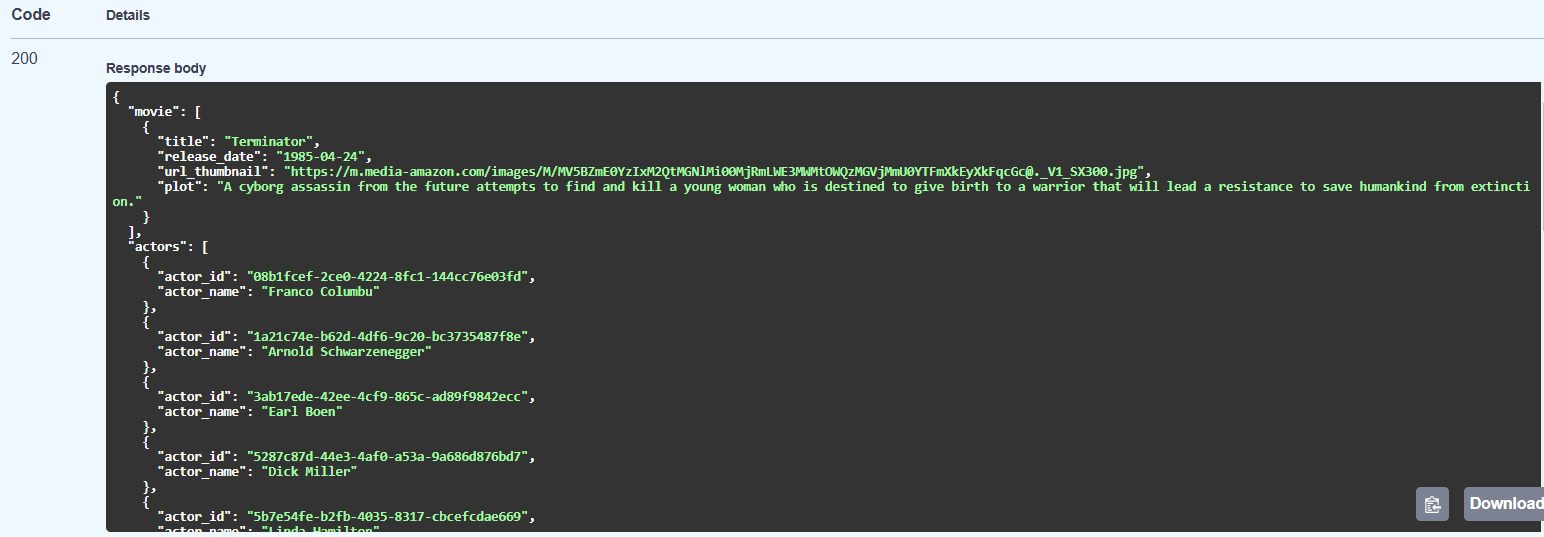 Code Details
200
Response body
{
"movie": [
{
"title": "Terminator",
"release_date": "1985-04-24",
"url_thumbnail": "https://m.media-amazon.com/images/M/MV5BZmE0YzIxM2QtMGNlMi00MjRmLWE3MWMtOWQzMGVjMmU0YTFmXkEyXkFqcGc@._V1_SX300.jpg",
"plot": "A cyborg assassin from the future attempts to find and kill a young woman who is destined to give birth to a warrior that will lead a resistance to save humankind from extincti
on."
}
],
"actors": [
{
"actor_id": "08b1fcef-2ce0-4224-8fc1-144cc76e03fd",
"actor_name": "Franco Columbu"
},
{
"actor_id": "1a21c74e-b62d-4df6-9c20-bc3735487f8e",
"actor_name": "Arnold Schwarzenegger"
},
{
"actor_id": "3ab17ede-42ee-4cf9-865c-ad89f9842ecc",
"actor_name": "Earl Boen"
},
{
"actor_id": "5287c87d-44e3-4af0-a53a-9a686d876bd7",
"actor_name": "Dick Miller"
},
{
"actor_id": "5b7e54fe-b2fb-4035-8317-cbcefcdae669",
"actor_name": "Linda Hamilton"
Download